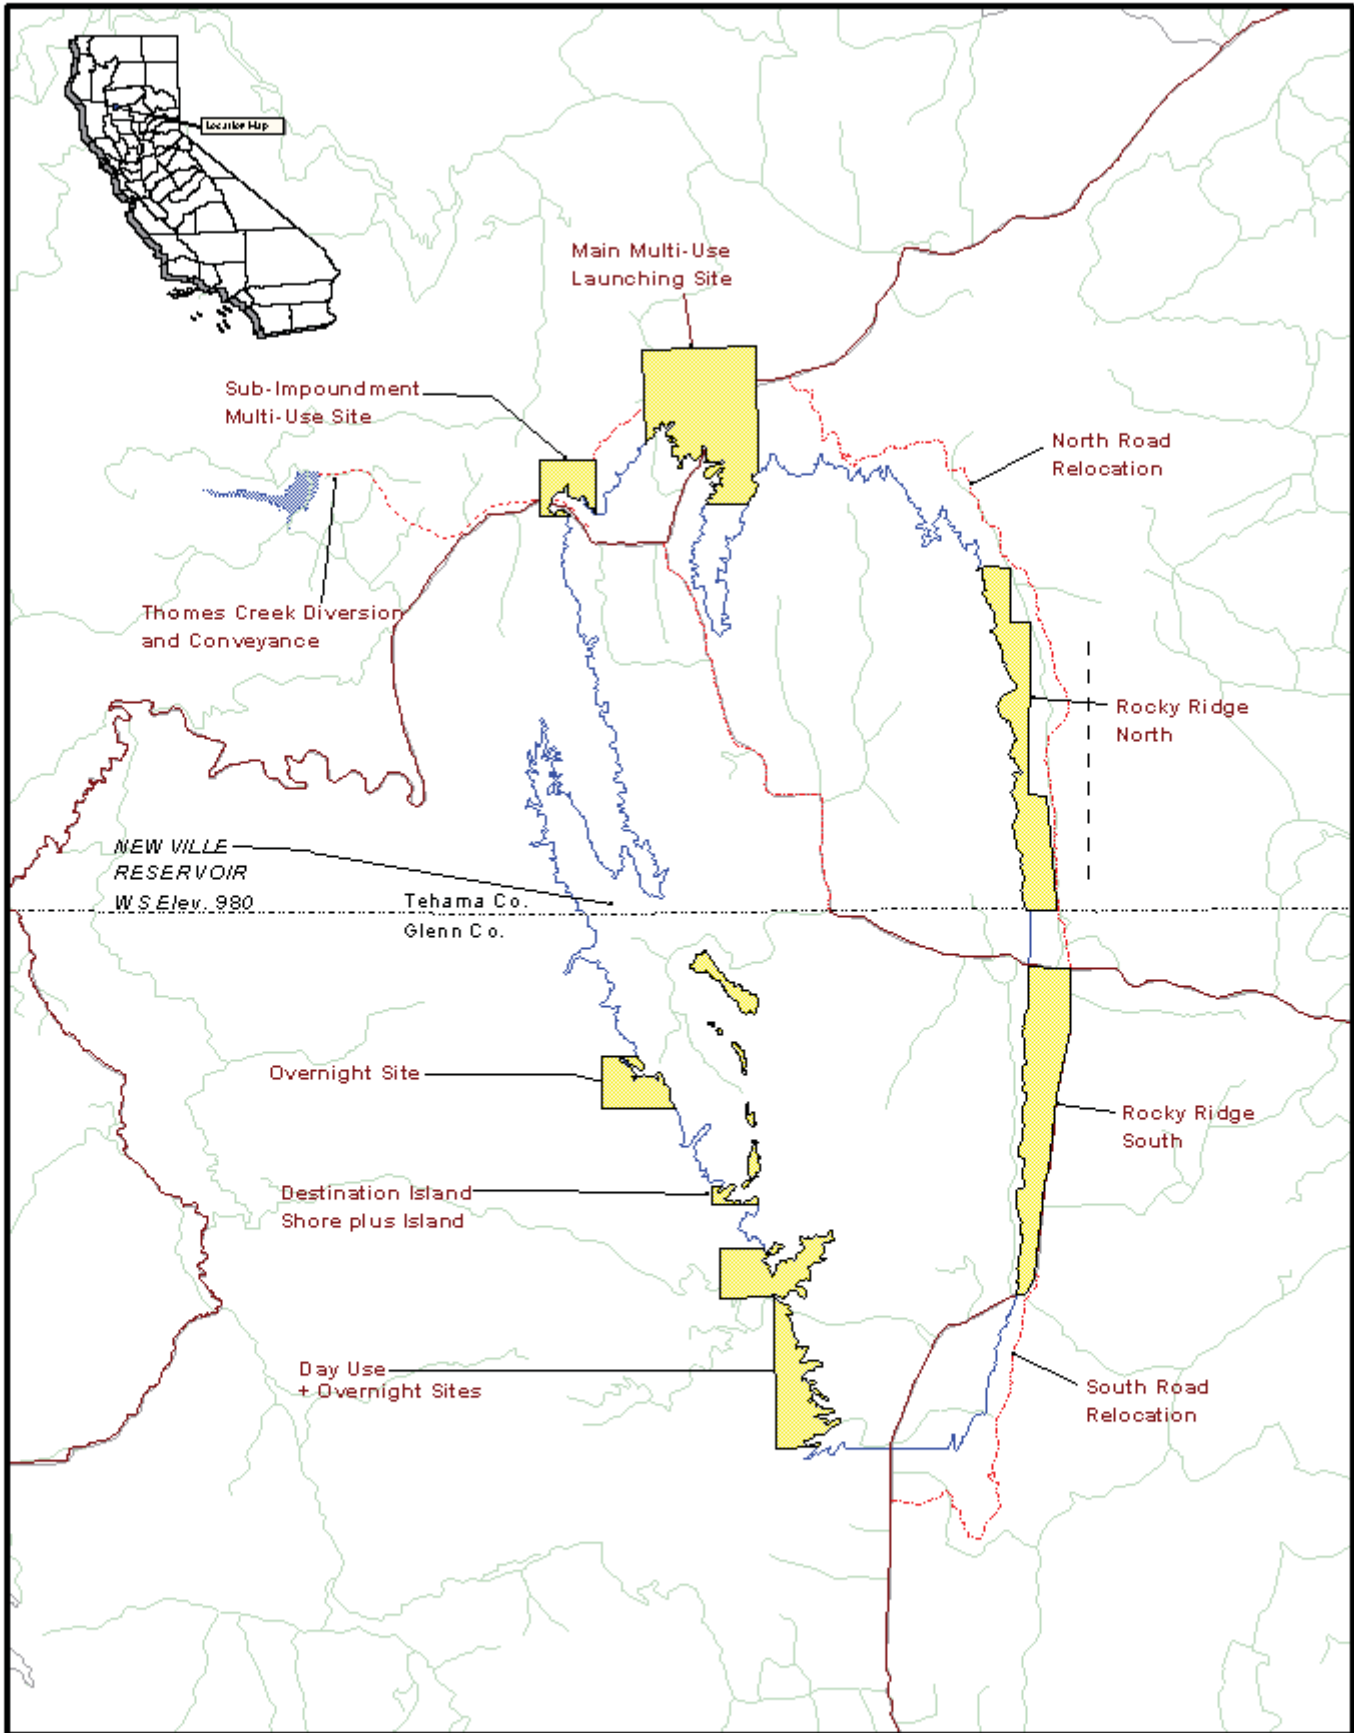 Location Map
Main Multi-Use
Launching Site
Sub-Impoundment
Multi-Use Site
North Road
Relocation
Thomes Creek Diversion
and Conveyance
Rocky Ridge
North
NEWVILLE
RESERVOIR
W.S.Elev. 980
Tehama Co.
Glenn Co.
Overnight Site
Rocky Ridge
South
Destination Island
Shore plus Island
Day Use
+ Overnight Sites
South Road
Relocation